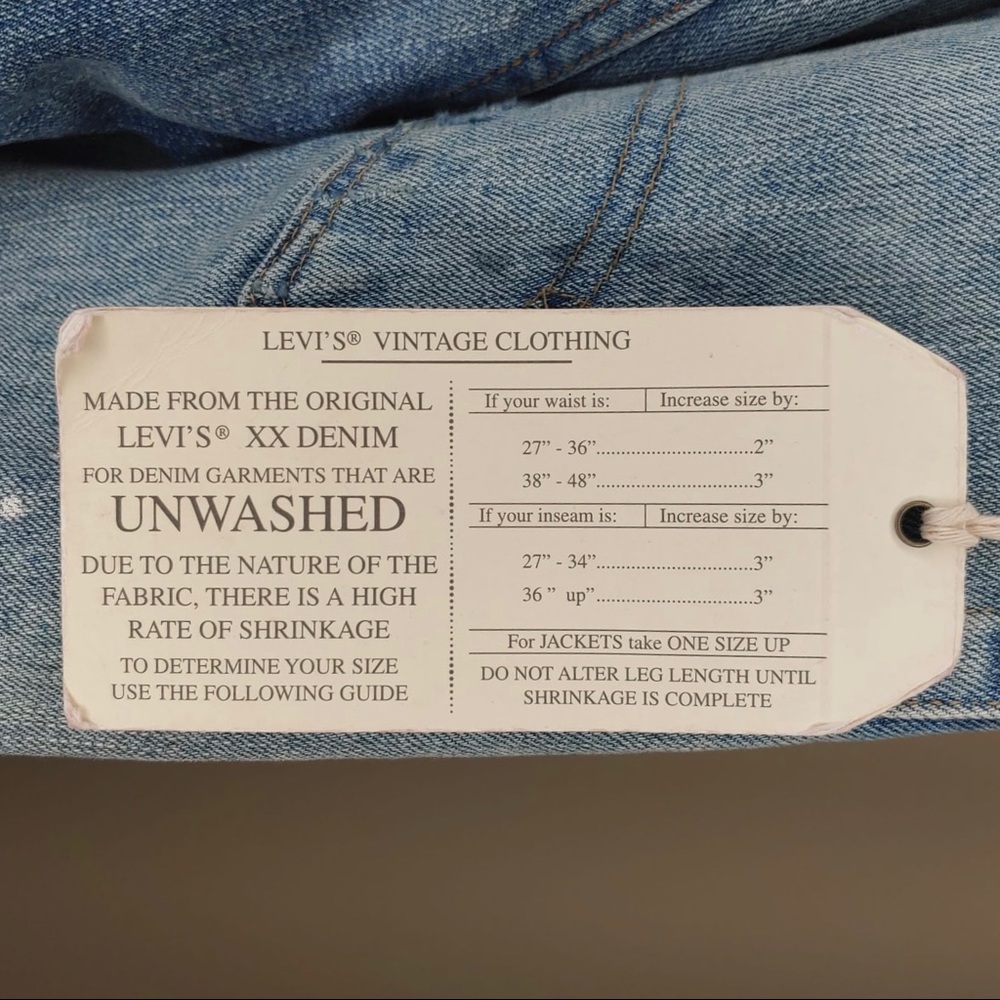 LEVI'S® VINTAGE CLOTHING
MADE FROM THE ORIGINAL
LEVI'S® XX DENIM
FOR DENIM GARMENTS THAT ARE
UNWASHED
DUE TO THE NATURE OF THE
FABRIC, THERE IS A HIGH
RATE OF SHRINKAGE
TO DETERMINE YOUR SIZE
USE THE FOLLOWING GUIDE
If your waist is: Increase size by:
27” - 36”..............................2”
38” - 48”..............................3”
If your inseam is: Increase size by:
27” - 34”..............................3”
36 ” up”..............................3”
For JACKETS take ONE SIZE UP
DO NOT ALTER LEG LENGTH UNTIL
SHRINKAGE IS COMPLETE